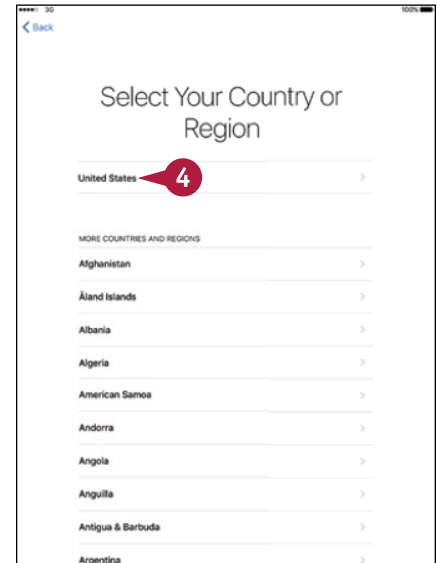 3G 100%
Back
Select Your Country or
Region
United States 4
MORE COUNTRIES AND REGIONS
Afghanistan
Åland Islands
Albania
Algeria
American Samoa
Andorra
Angola
Anguilla
Antigua & Barbuda
Argentina